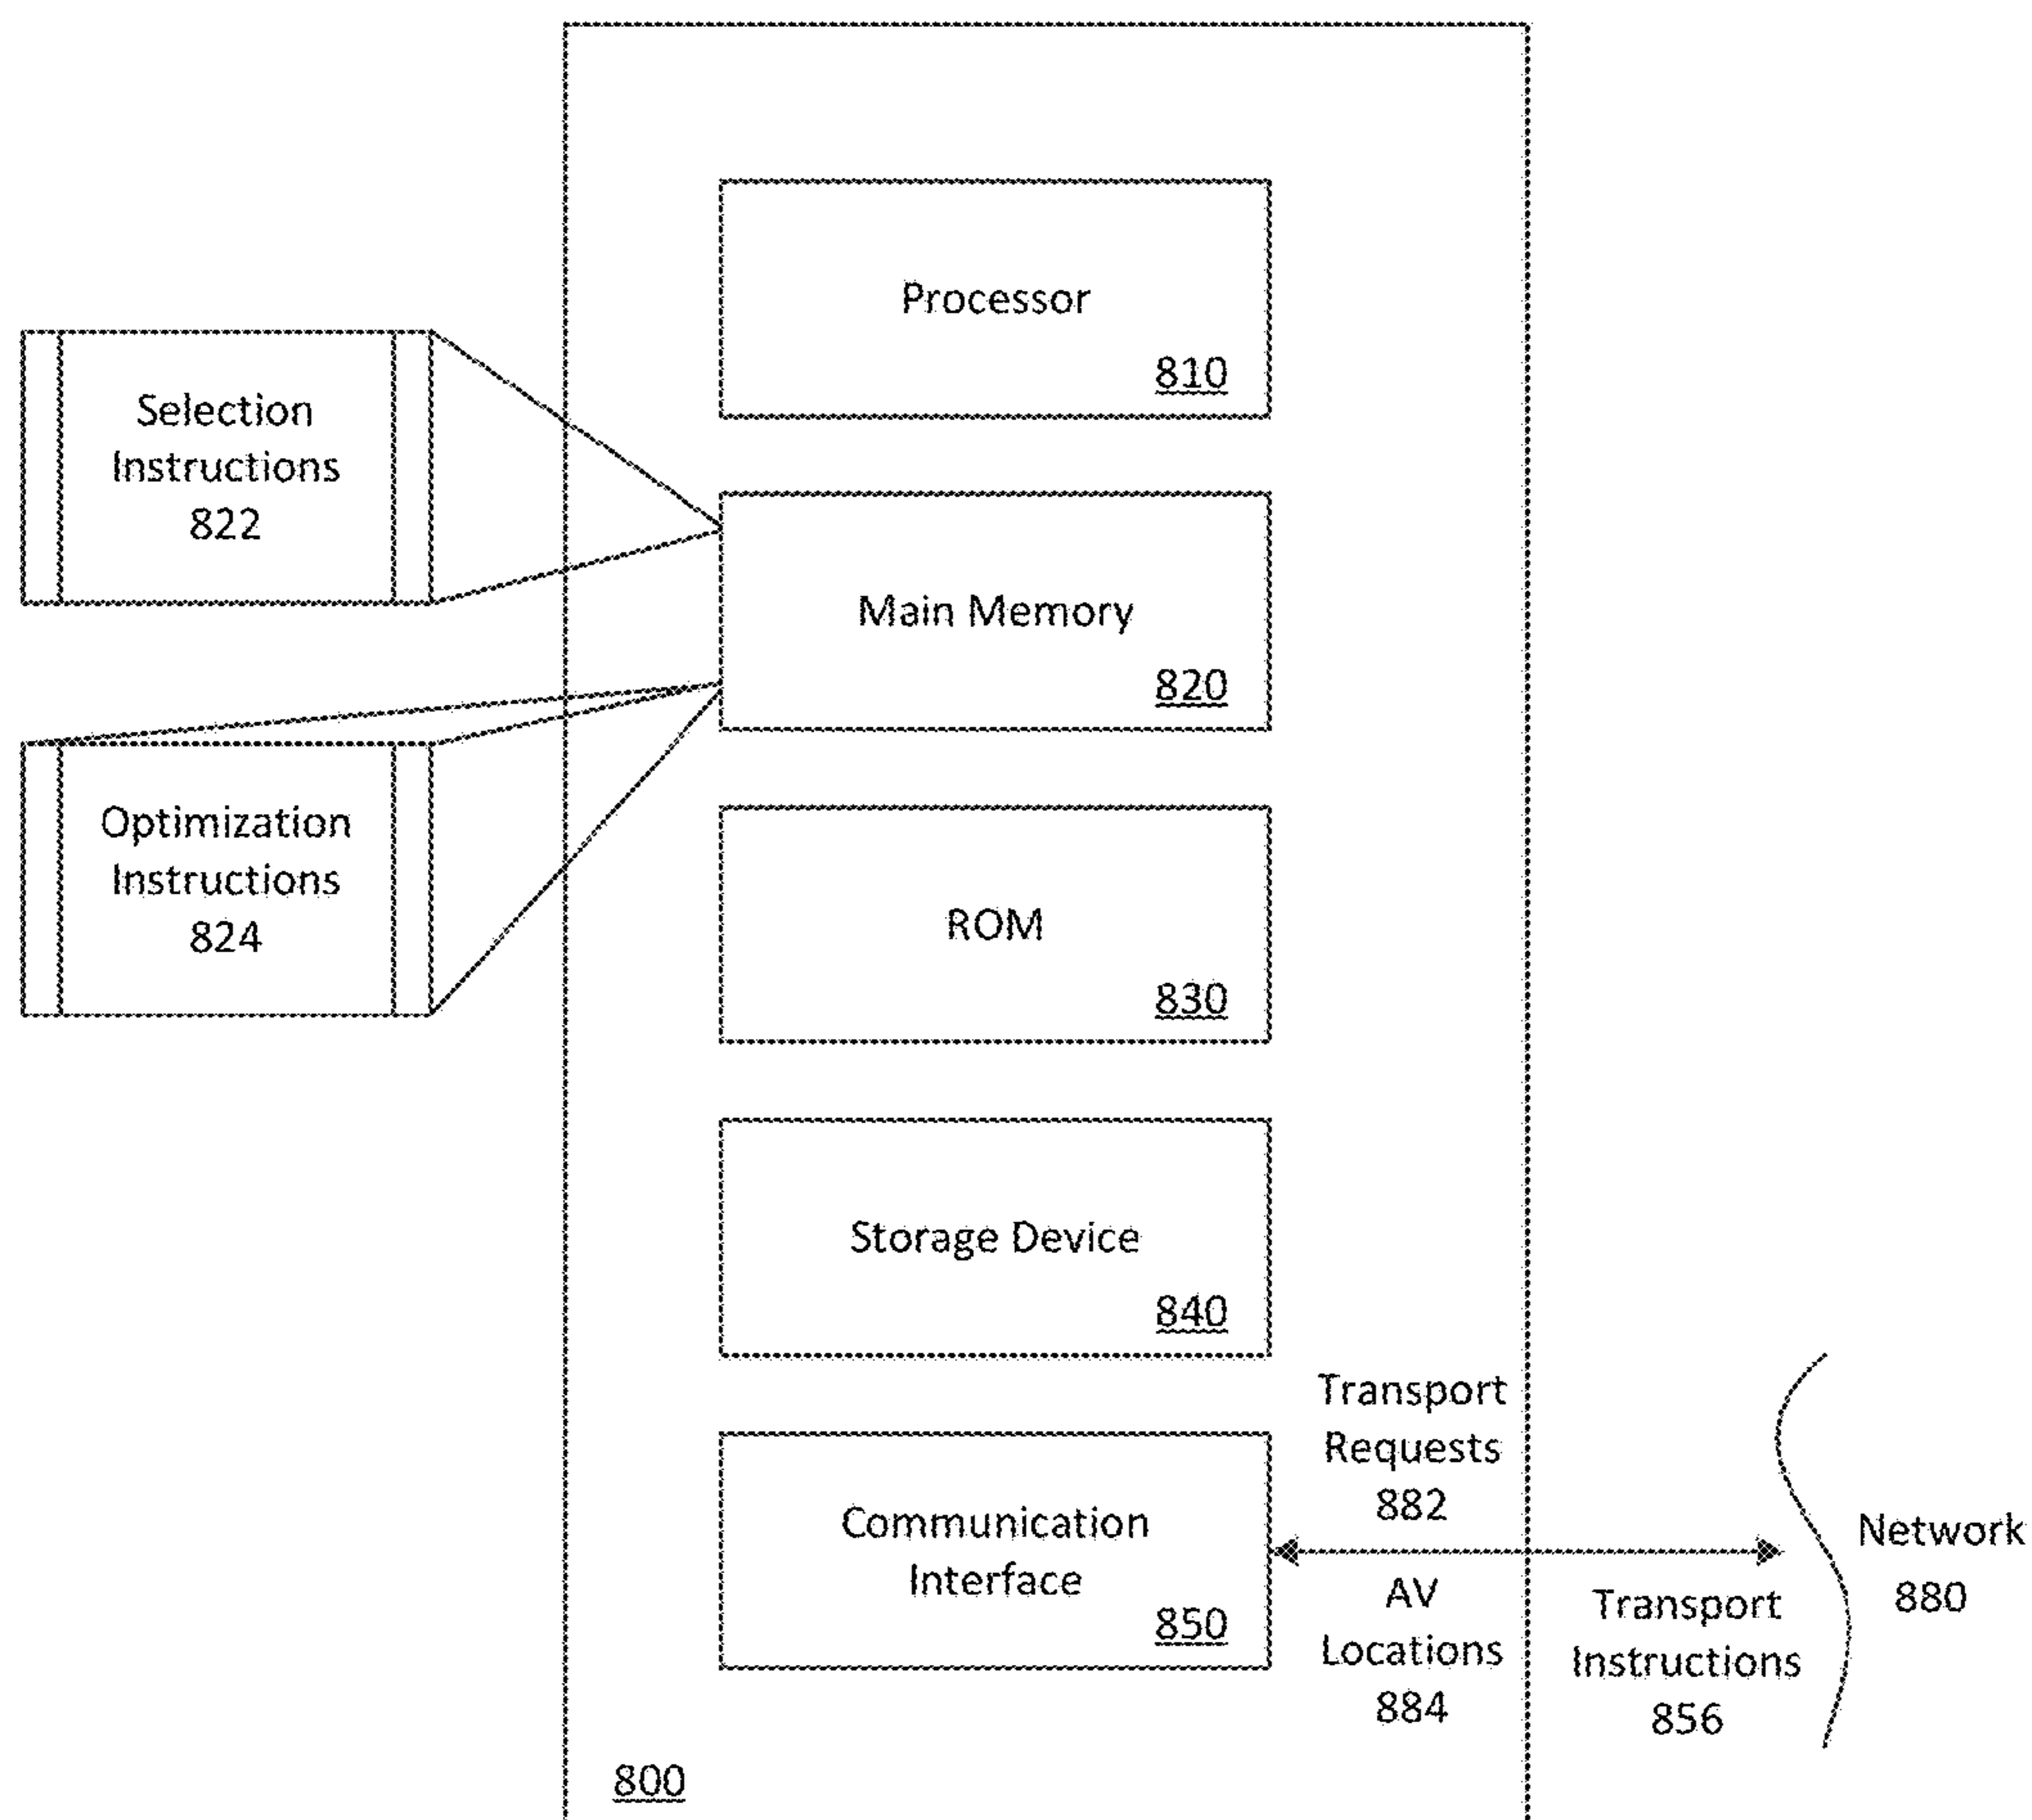 Processor
810
Selection
Instructions
822
Main Memory
820
Optimization
Instructions
824
ROM
830
Storage Device
840
Transport
Requests
882
Communication
Interface
850
AV
Locations
884
Transport
Instructions
856
Network
880
800